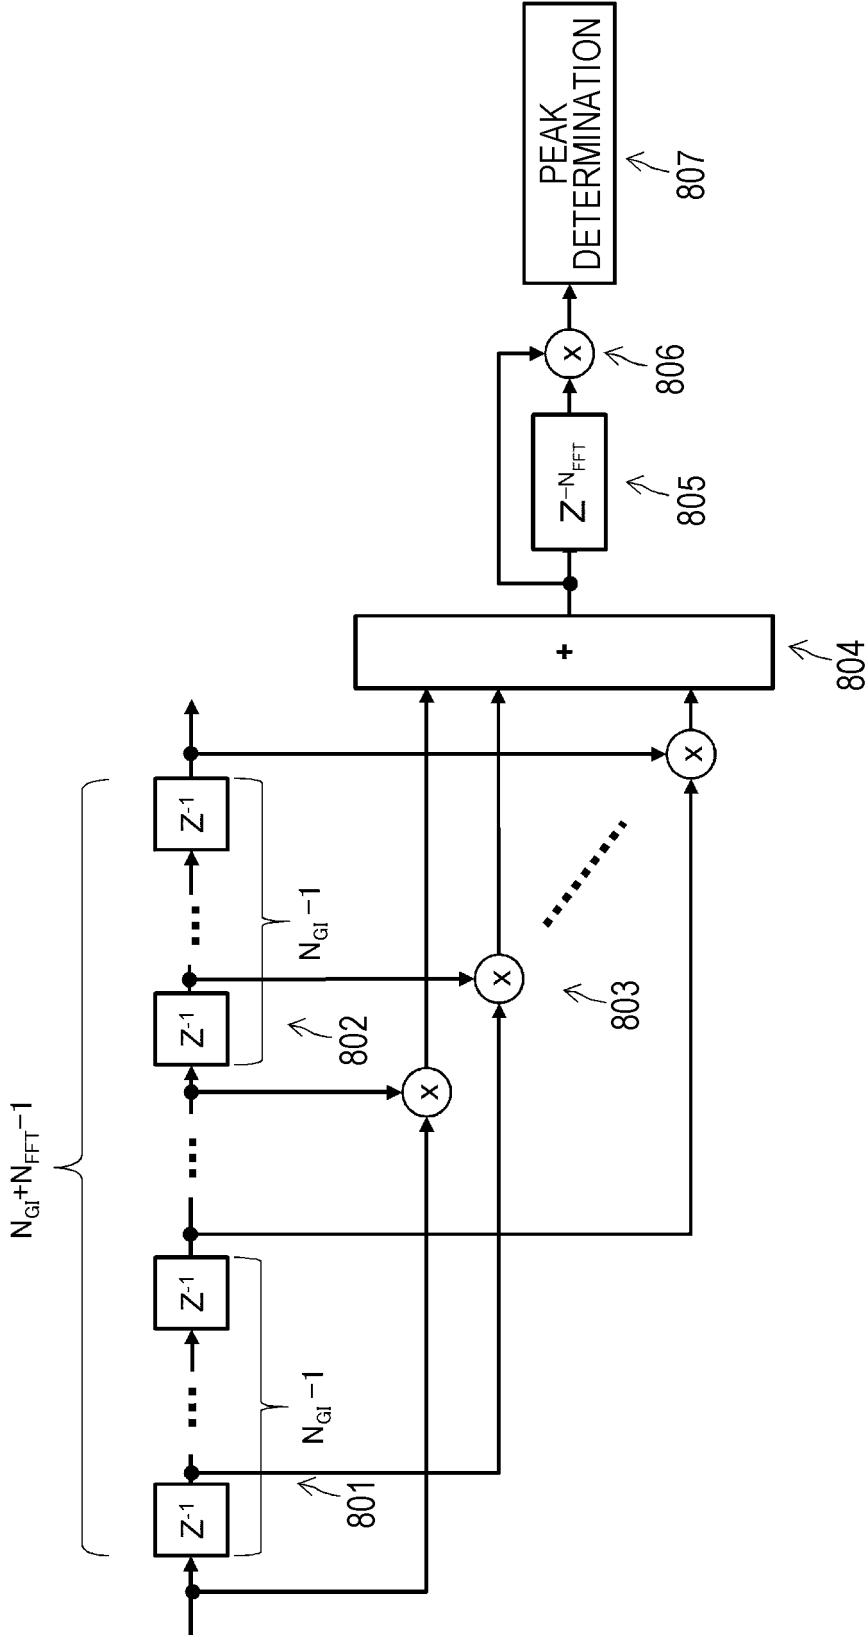 N_GI+N_FFT−1
Z^-1
...
Z^-1
...
Z^-1
...
Z^-1
N_GI−1
801
N_GI−1
802
X
X
803
X
+
804
Z^−N_FFT
805
X
806
PEAK
DETERMINATION
807